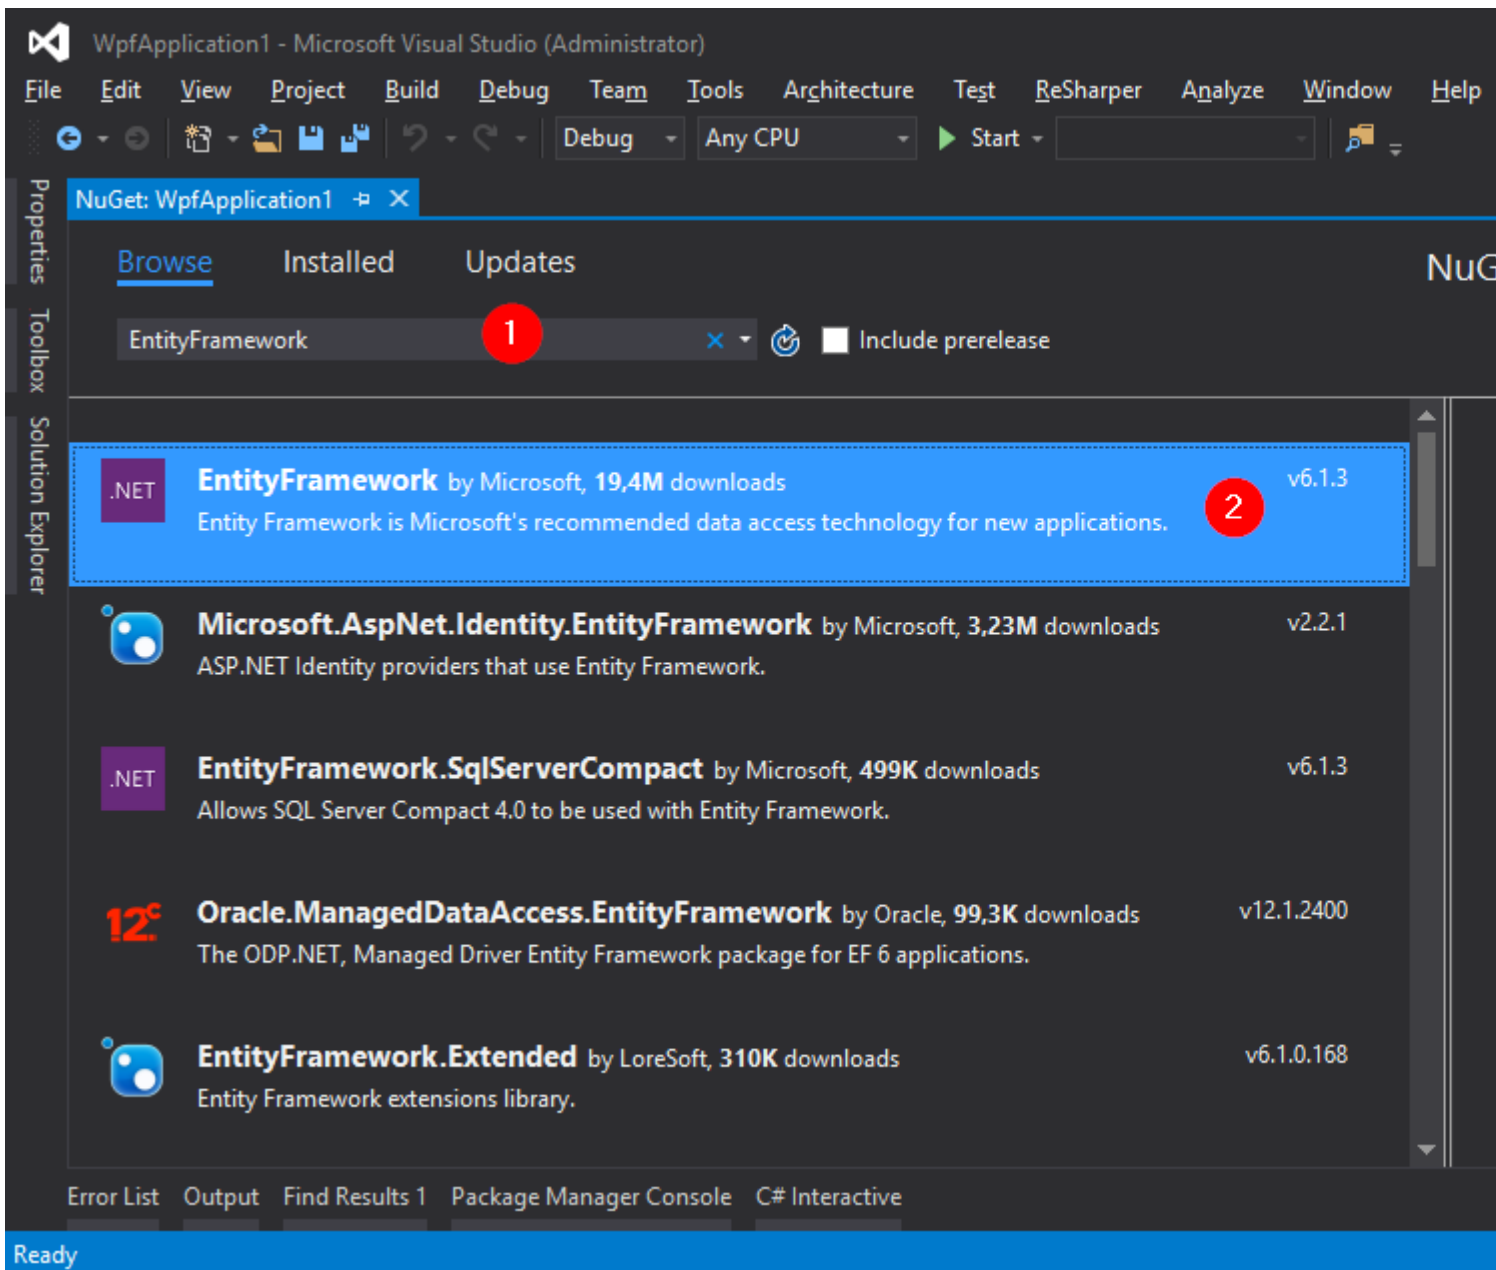 WpfApplication1 - Microsoft Visual Studio (Administrator)
File Edit View Project Build Debug Team Tools Architecture Test ReSharper Analyze Window Help
Debug Any CPU Start
Properties
Toolbox
Solution Explorer
NuGet: WpfApplication1
Browse Installed Updates
NuG
EntityFramework 1 Include prerelease
.NET EntityFramework by Microsoft, 19,4M downloads v6.1.3
Entity Framework is Microsoft's recommended data access technology for new applications. 2
Microsoft.AspNet.Identity.EntityFramework by Microsoft, 3,23M downloads v2.2.1
ASP.NET Identity providers that use Entity Framework.
.NET EntityFramework.SqlServerCompact by Microsoft, 499K downloads v6.1.3
Allows SQL Server Compact 4.0 to be used with Entity Framework.
12c Oracle.ManagedDataAccess.EntityFramework by Oracle, 99,3K downloads v12.1.2400
The ODP.NET, Managed Driver Entity Framework package for EF 6 applications.
EntityFramework.Extended by LoreSoft, 310K downloads v6.1.0.168
Entity Framework extensions library.
Error List Output Find Results 1 Package Manager Console C# Interactive
Ready